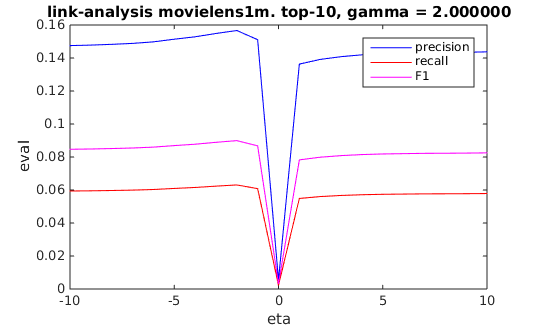 link-analysis movielens1m. top-10, gamma = 2.000000
0.16
0.14
0.12
0.1
0.08
0.06
0.04
0.02
0
eval
precision
recall
F1
-10 -5 0 5 10
eta